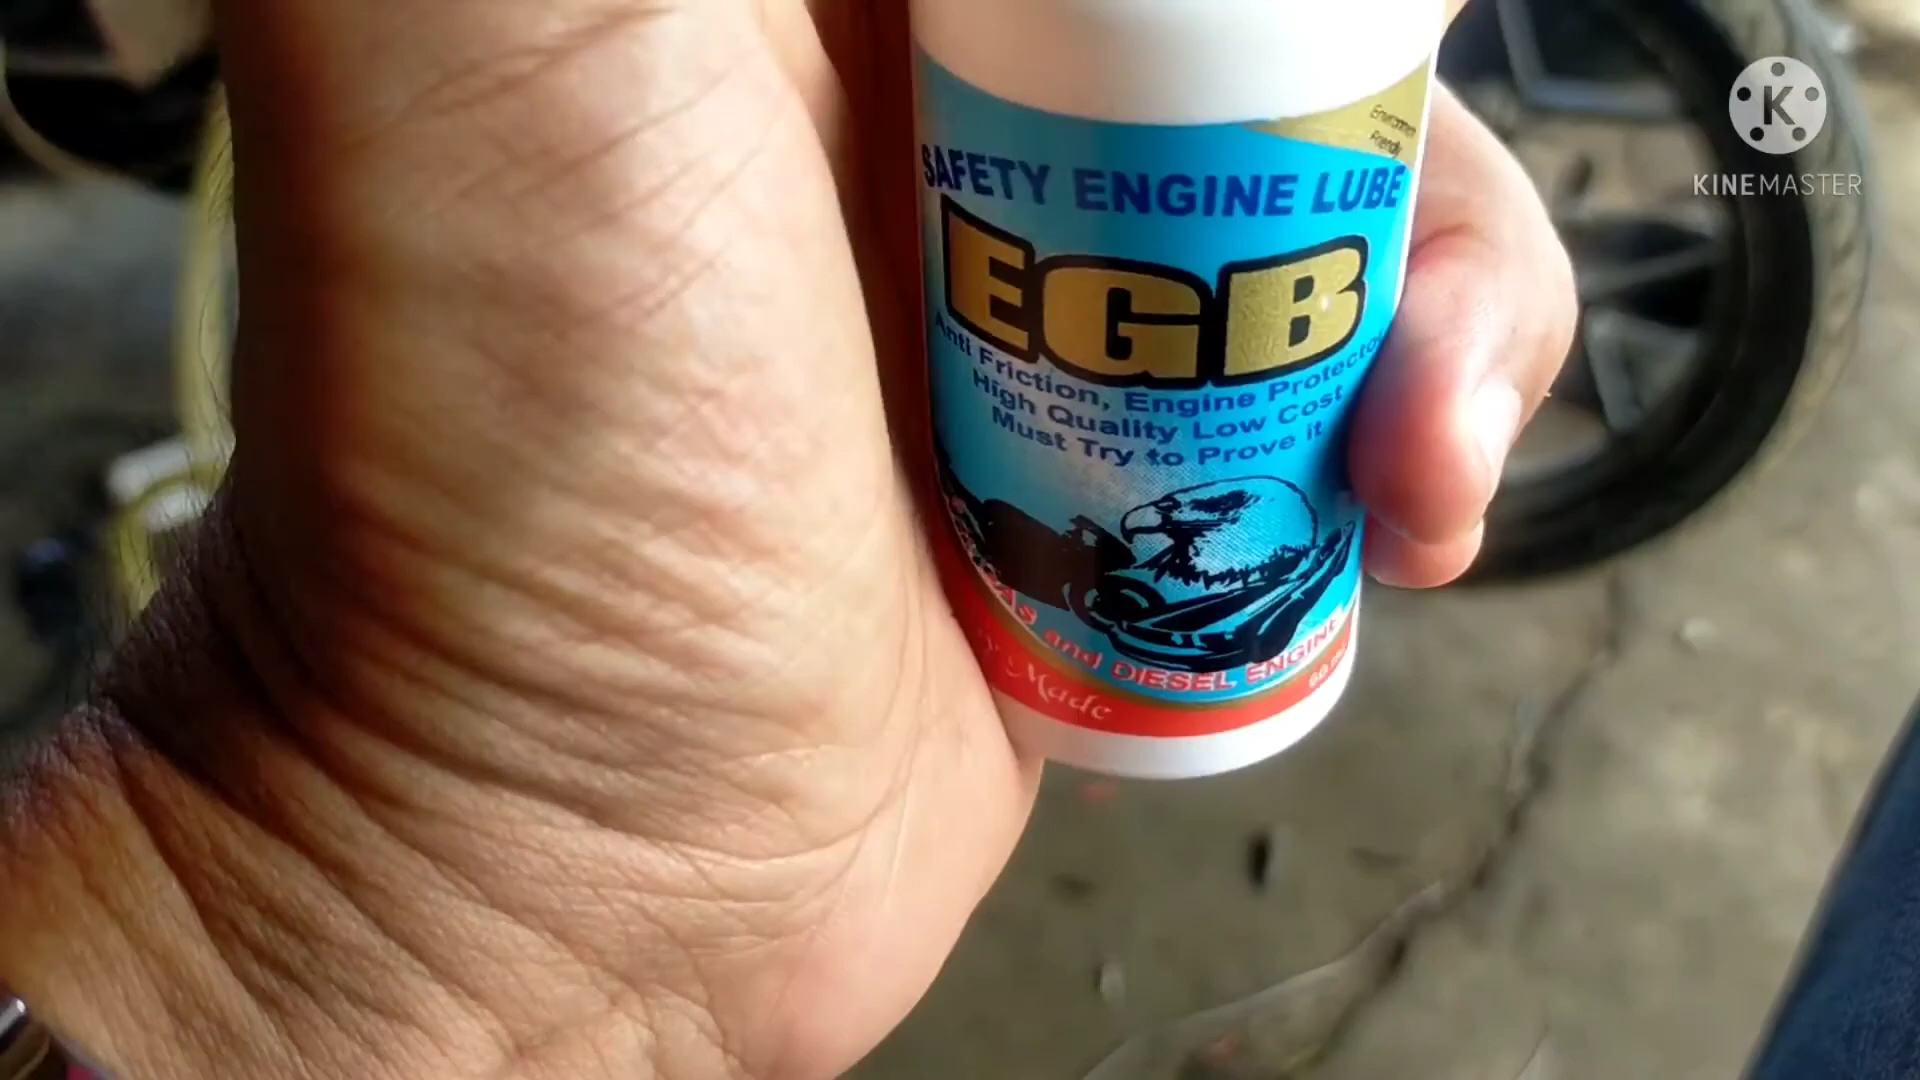 Environment
Friendly
KINEMASTER
SAFETY ENGINE LUBE
EGB
Anti Friction, Engine Protector
High Quality Low Cost
Must Try to Prove it
and DIESEL ENGINE
Made